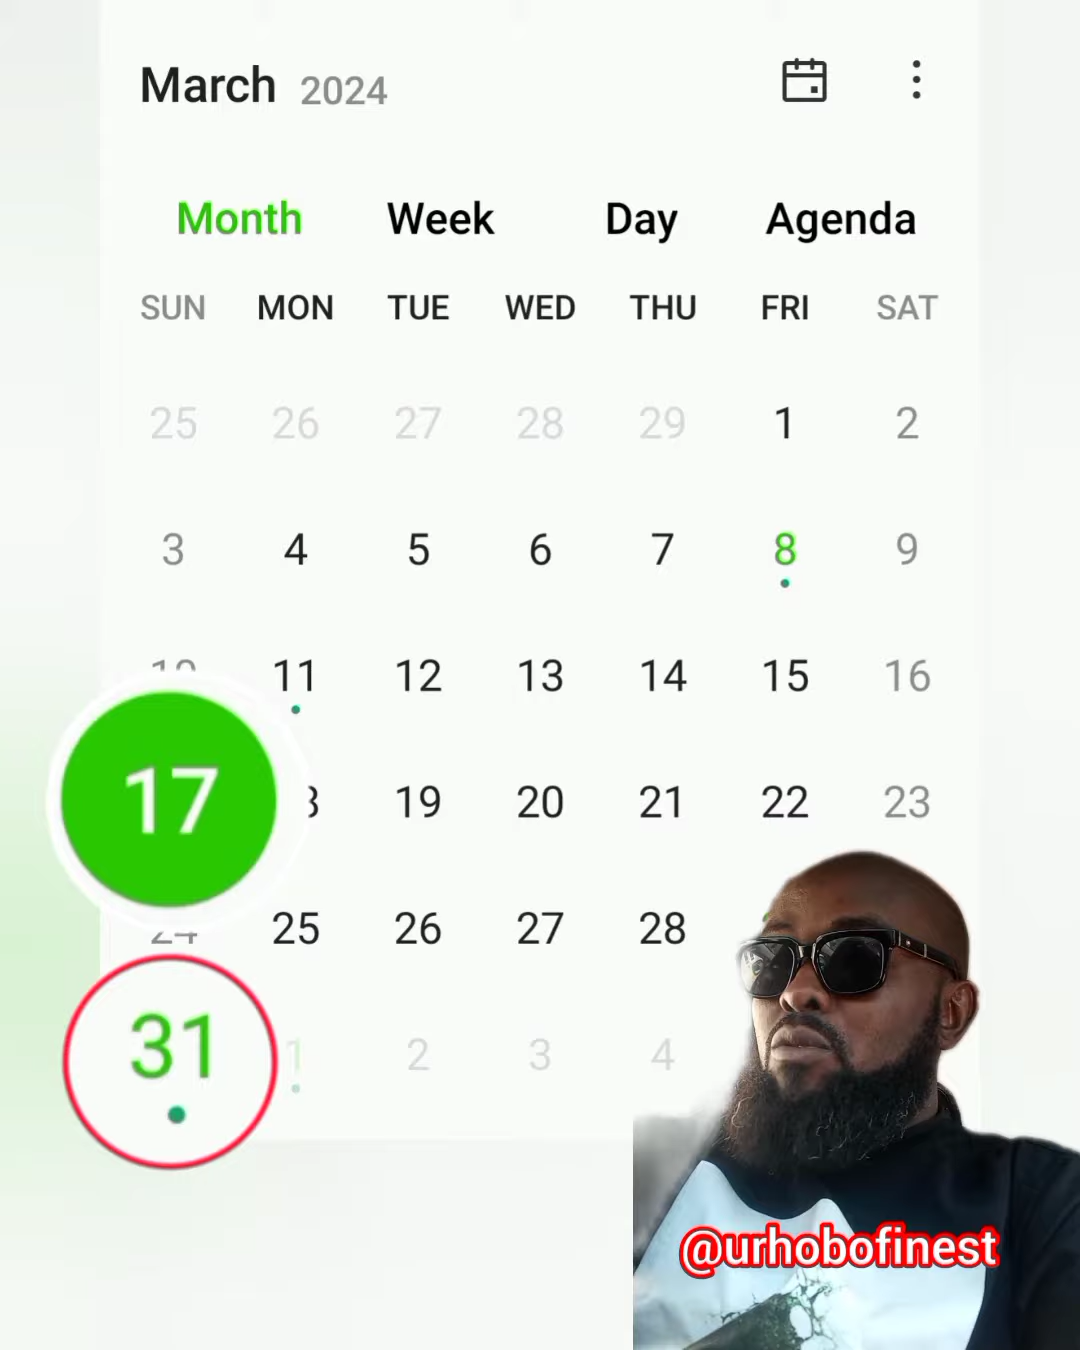 March 2024
Month Week Day Agenda
SUN MON TUE WED THU FRI SAT
25 26 27 28 29 1 2
3 4 5 6 7 8 9
11 12 13 14 15 16
17 19 20 21 22 23
24 25 26 27 28
31 1 2 3 4
@urhobofinest